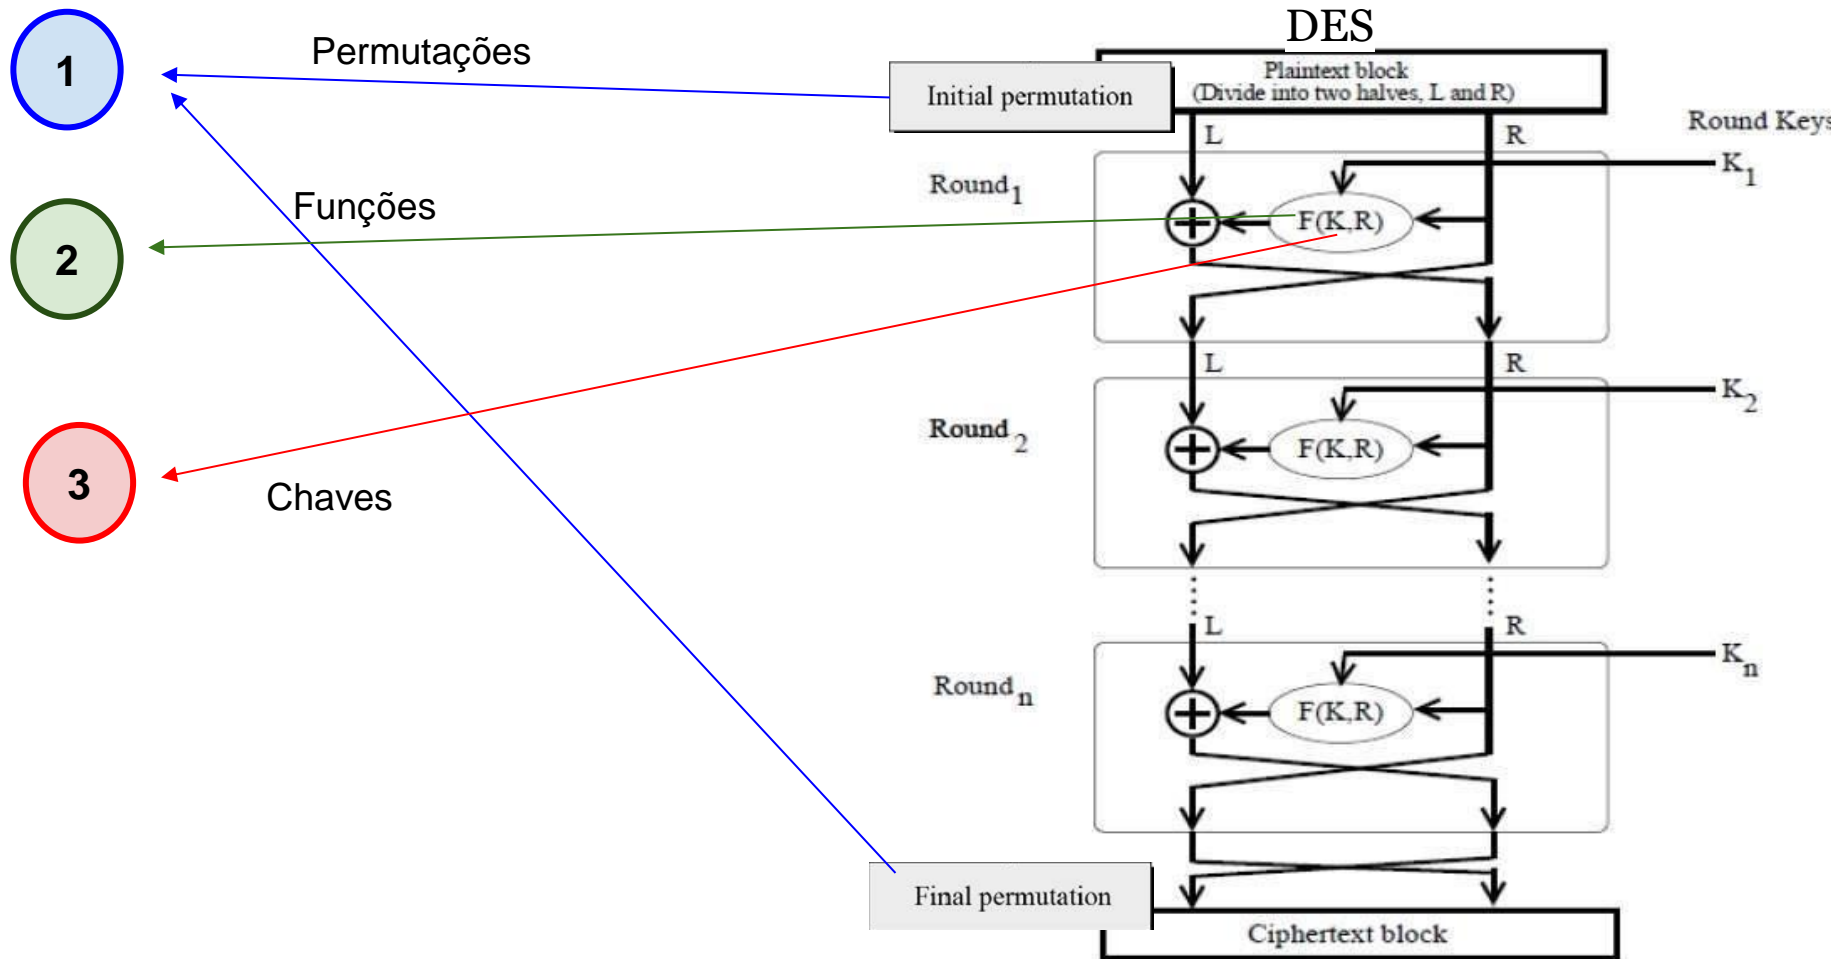 DES
1
Permutações
Initial permutation
Plaintext block
(Divide into two halves, L and R)
Round Keys
L
R
K1
Round1
F(K,R)
2
Funções
L
R
K2
Round2
F(K,R)
3
Chaves
L
R
Kn
Roundn
F(K,R)
Final permutation
Ciphertext block